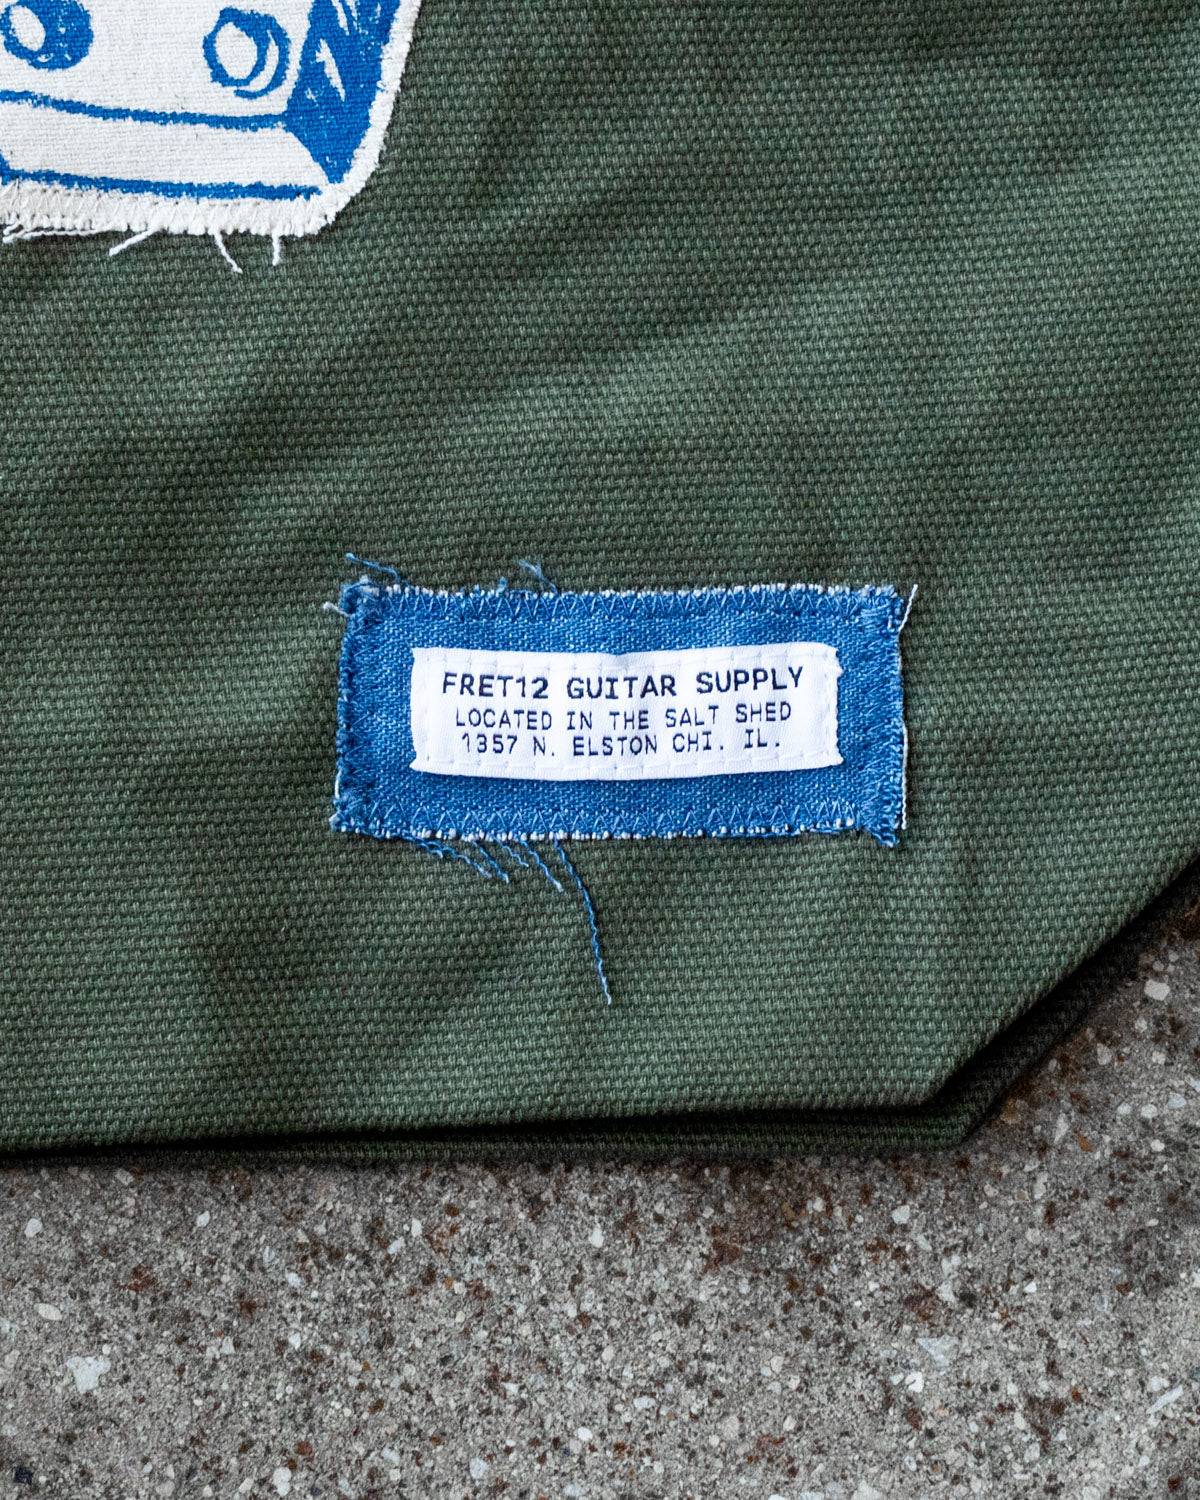 FRET12 GUITAR SUPPLY
LOCATED IN THE SALT SHED
1357 N. ELSTON CHI. IL.